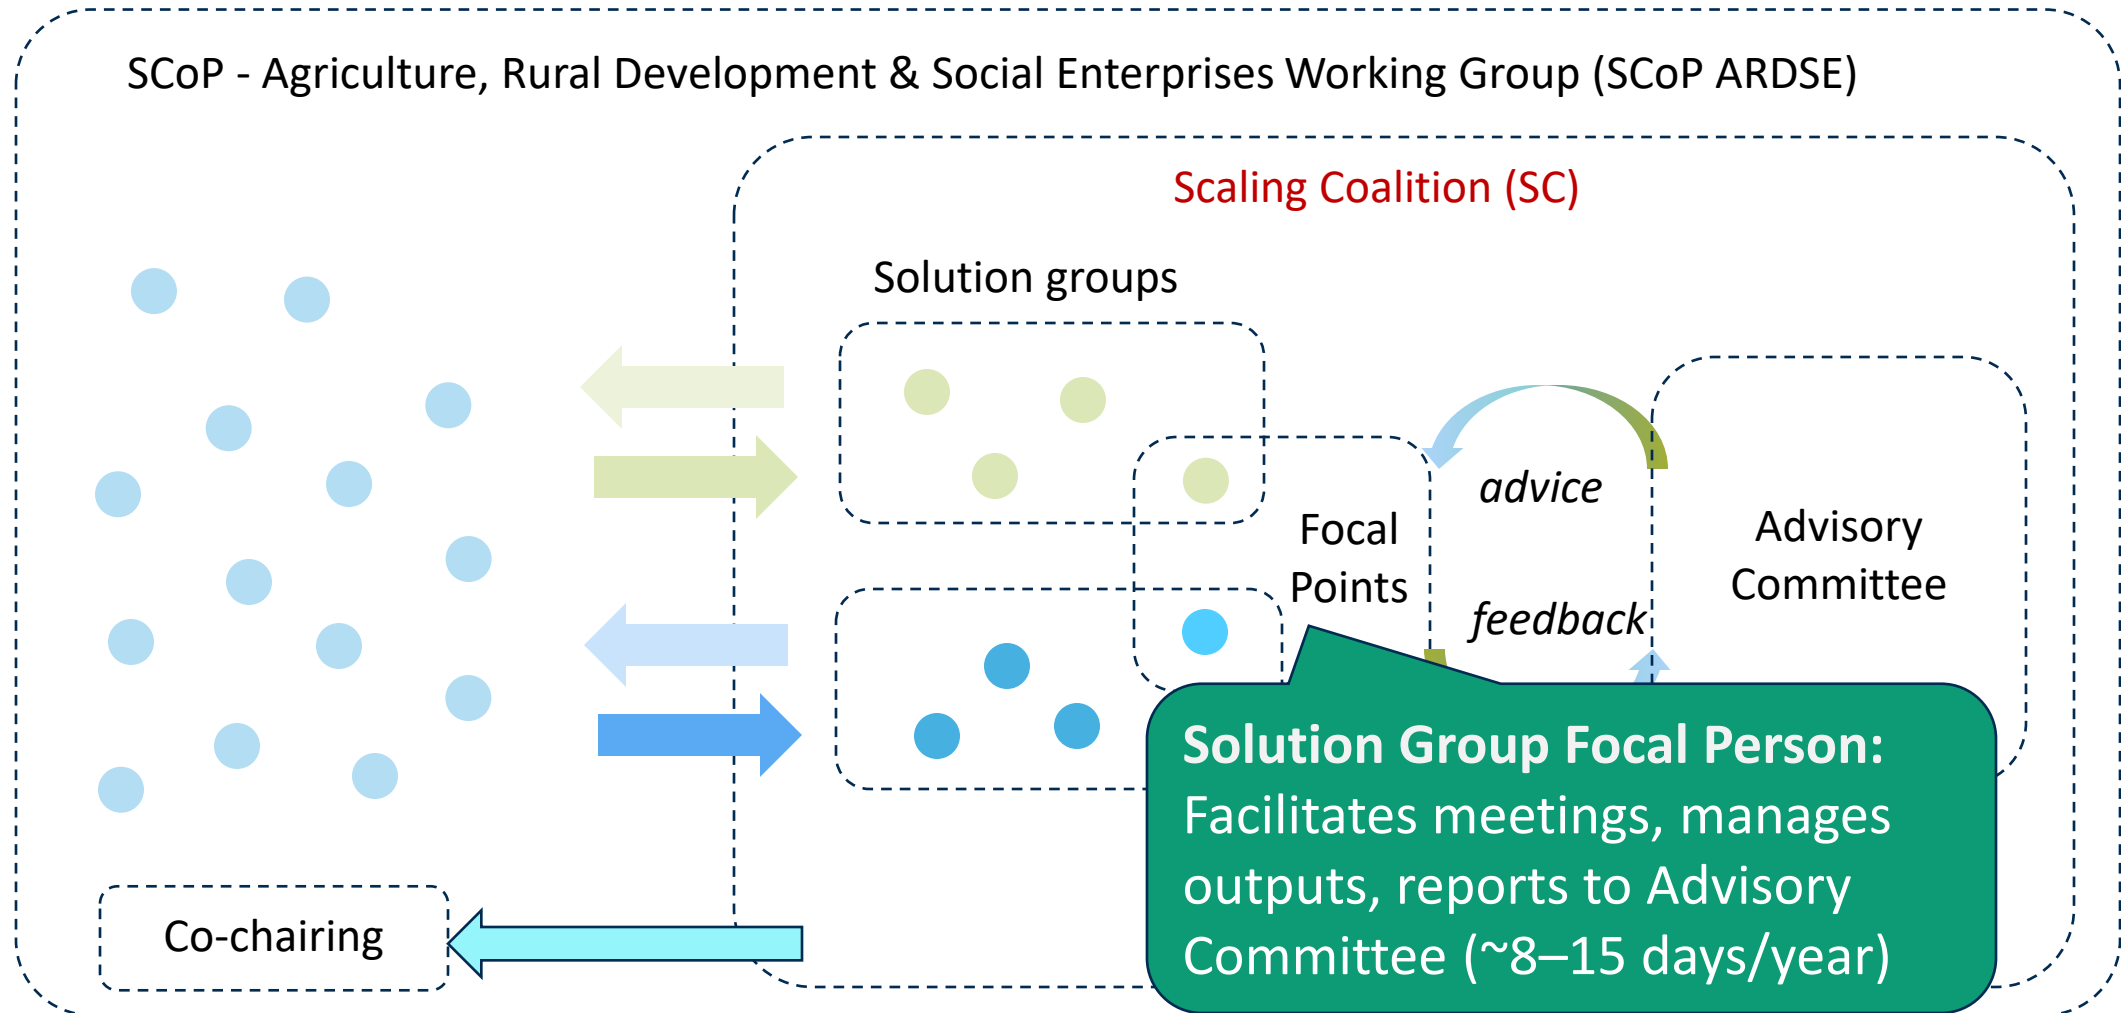 SCoP - Agriculture, Rural Development & Social Enterprises Working Group (SCoP ARDSE)
Scaling Coalition (SC)
Solution groups
Focal
Points
advice
feedback
Advisory
Committee
Solution Group Focal Person:
Facilitates meetings, manages
outputs, reports to Advisory
Committee (~8–15 days/year)
Co-chairing